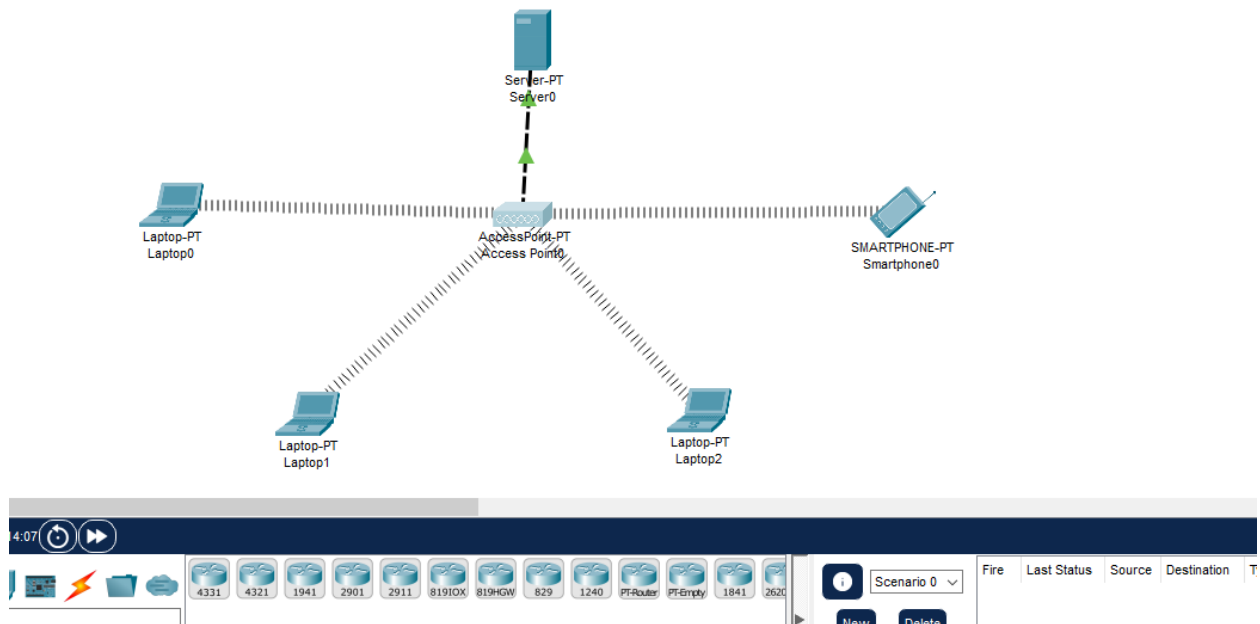 Server-PT
Server0
Laptop-PT
Laptop0
AccessPoint-PT
Access Point0
SMARTPHONE-PT
Smartphone0
Laptop-PT
Laptop1
Laptop-PT
Laptop2
4:07
4331 4321 1941 2901 2911 819IOX 819HGW 829 1240 PT-Router PT-Empty 1841 262
Scenario 0
Fire Last Status Source Destination
New Delete